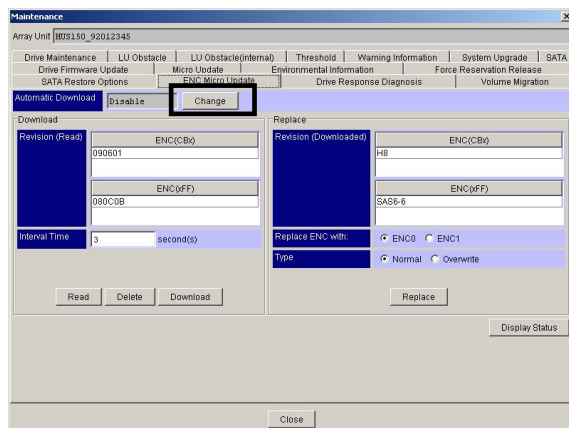 Maintenance
Array Unit HUS150_92012345
Drive Maintenance LU Obstacle LU Obstacle(internal) Threshold Warning Information System Upgrade SATA
Drive Firmware Update Micro Update Environmental Information Force Reservation Release
SATA Restore Options ENC Micro Update Drive Response Diagnosis Volume Migration
Automatic Download Disable Change
Download Replace
Revision (Read) ENC(CBx) Revision (Downloaded) ENC(CBx)
090601 H8
ENC(xFF) ENC(xFF)
080C0B SAS6-6
Interval Time 3 second(s) Replace ENC with: ENC0 ENC1
Type Normal Overwrite
Read Delete Download Replace
Display Status
Close